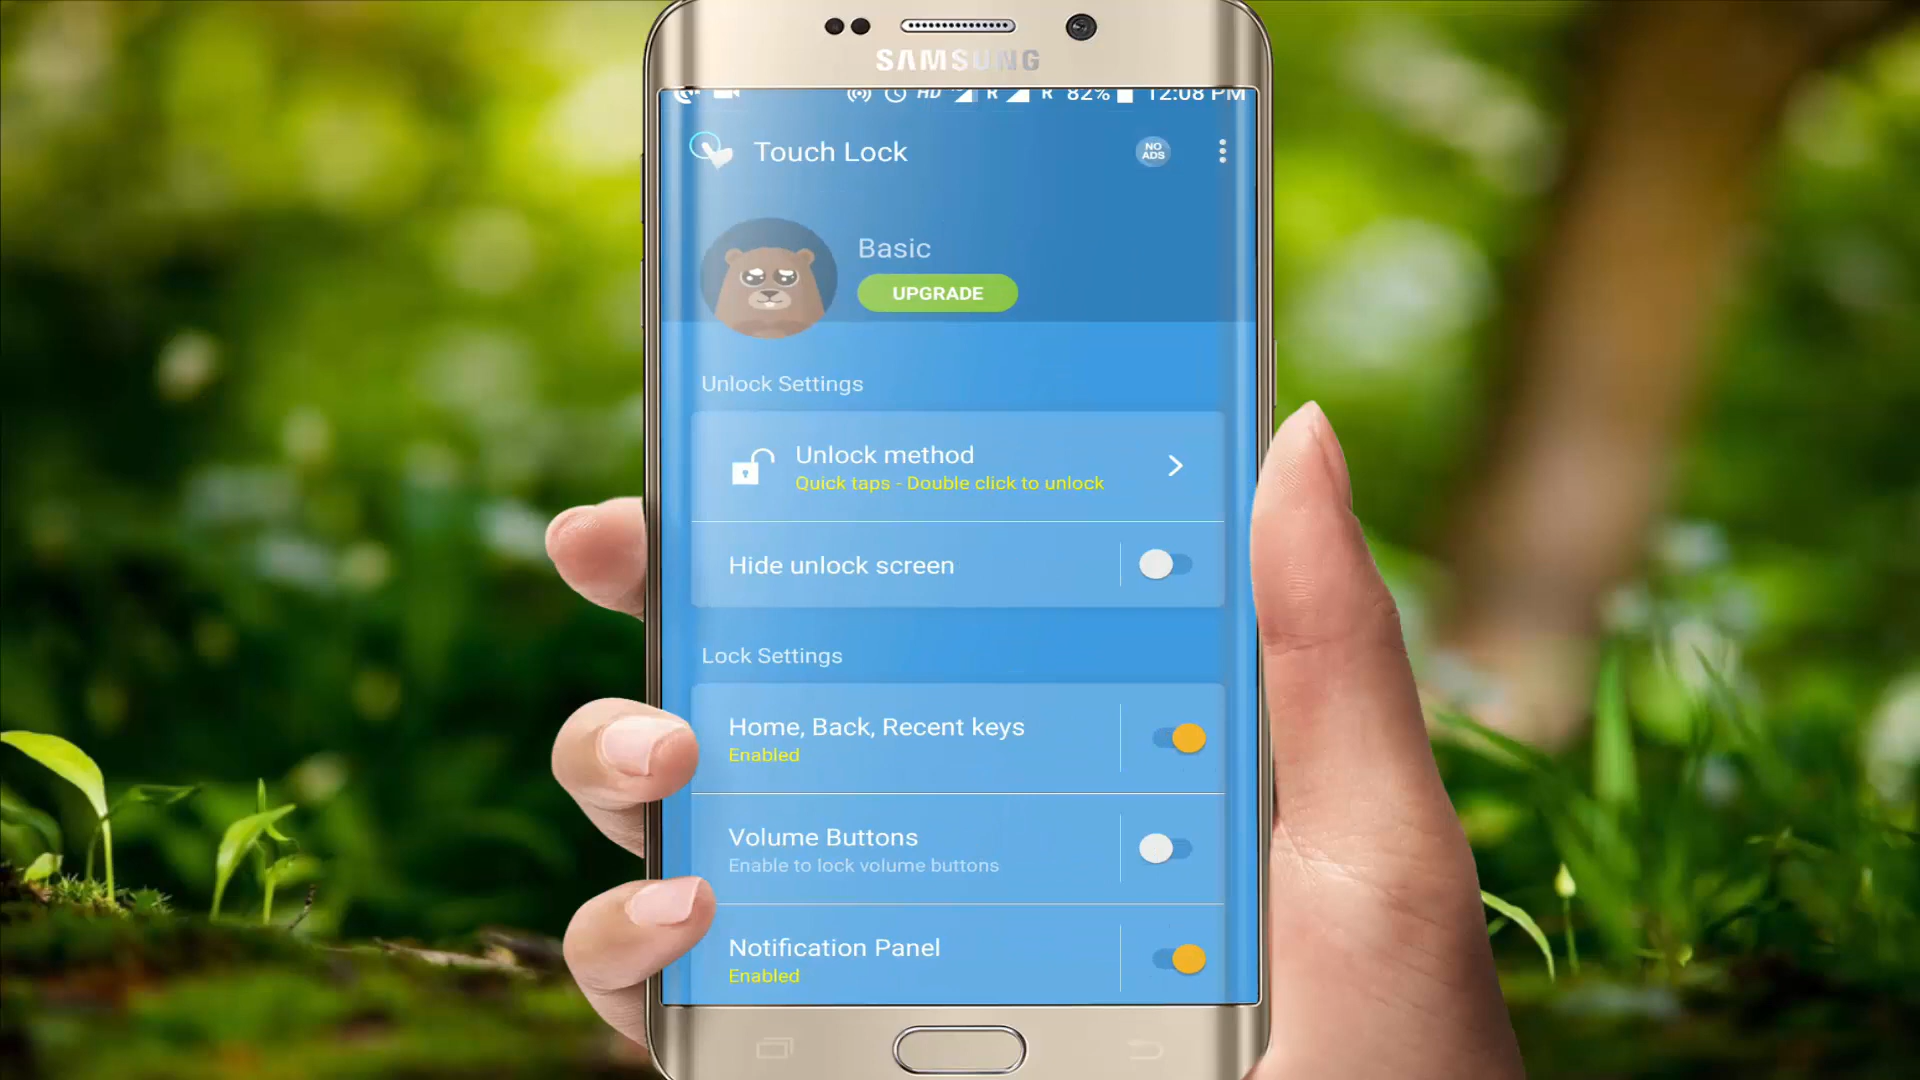 SAMSUNG
HD R R 82% 12:08 PM
Touch Lock
NO
ADS
Basic
UPGRADE
Unlock Settings
Unlock method
Quick taps - Double click to unlock
Hide unlock screen
Lock Settings
Home, Back, Recent keys
Enabled
Volume Buttons
Enable to lock volume buttons
Notification Panel
Enabled